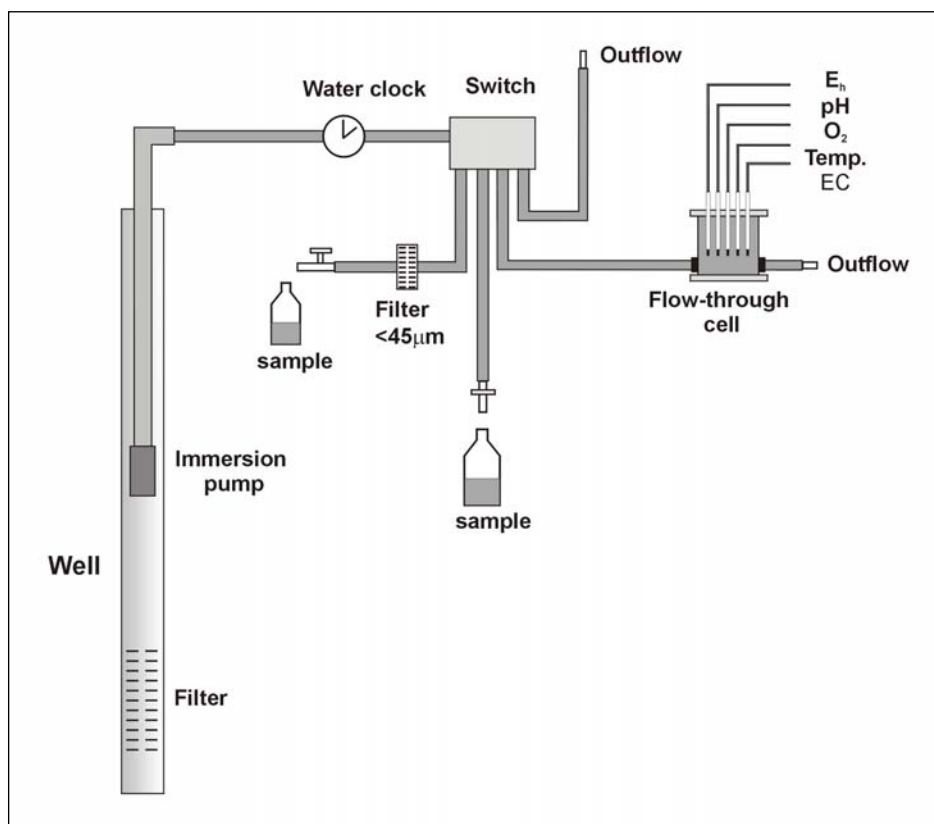 Outflow
Water clock
Switch
Eₕ
pH
O₂
Temp.
EC
Outflow
Flow-through
cell
Filter
<45μm
sample
Immersion
pump
sample
Well
Filter